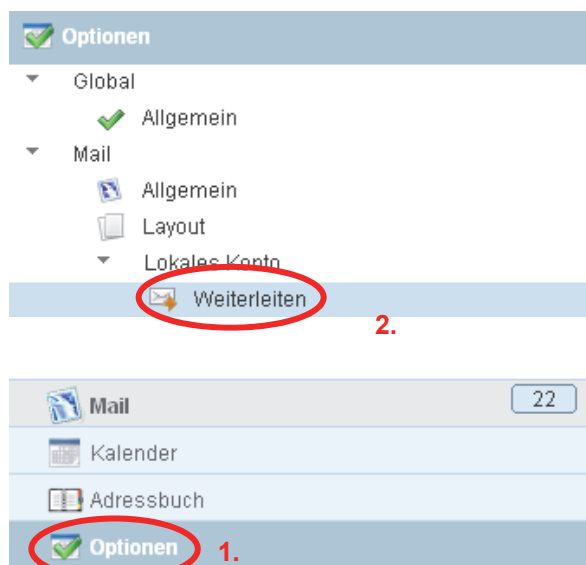 Optionen
Global
Allgemein
Mail
Allgemein
Layout
Lokales Konto
Weiterleiten
2.
Mail 22
Kalender
Adressbuch
Optionen 1.